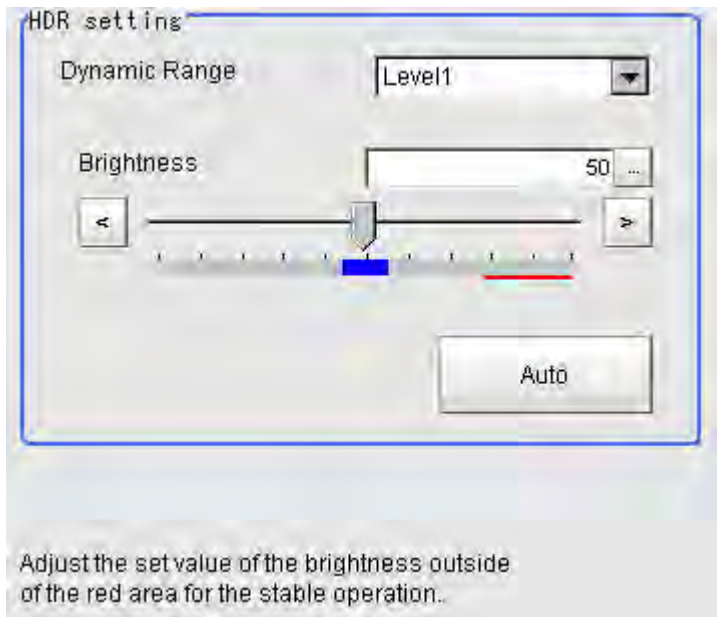 HDR setting
Dynamic Range
Level1
Brightness
50 ...
< >
Auto
Adjust the set value of the brightness outside
of the red area for the stable operation..